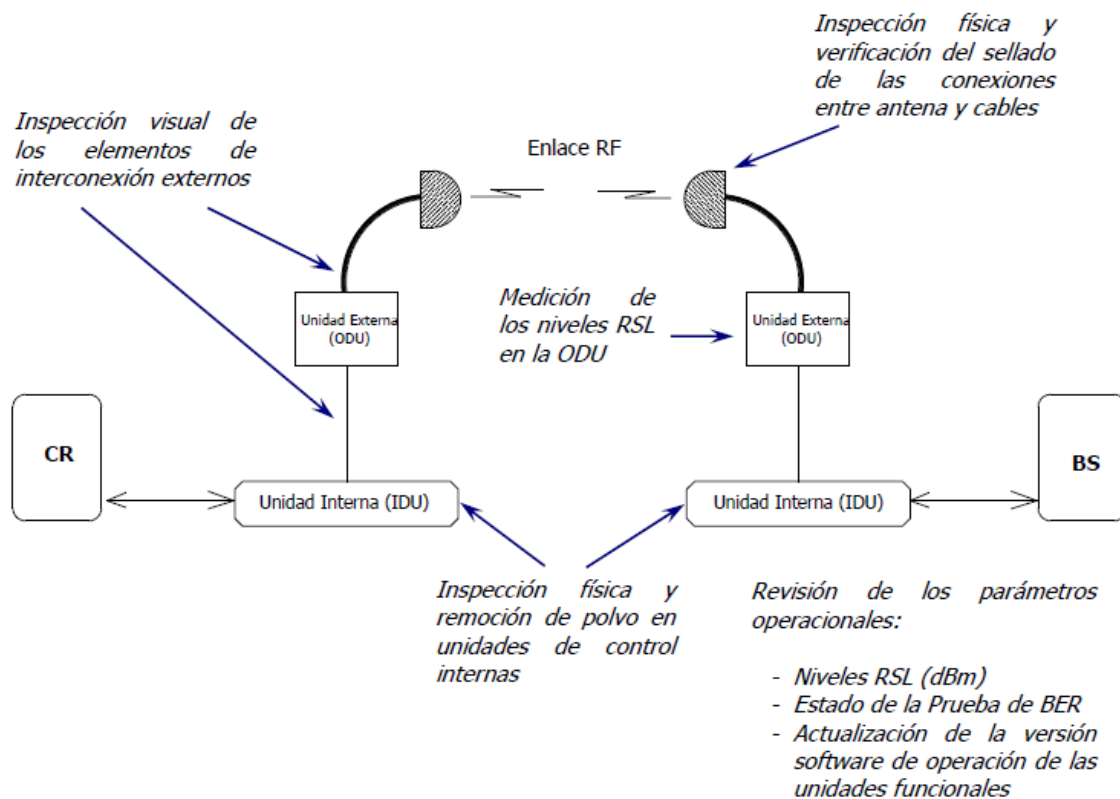 Inspección física y
verificación del sellado
de las conexiones
entre antena y cables
Inspección visual de
los elementos de
interconexión externos
Enlace RF
Unidad Externa
(ODU)
Medición de
los niveles RSL
en la ODU
Unidad Externa
(ODU)
CR
BS
Unidad Interna (IDU)
Unidad Interna (IDU)
Inspección física y
remoción de polvo en
unidades de control
internas
Revisión de los parámetros
operacionales:
- Niveles RSL (dBm)
- Estado de la Prueba de BER
- Actualización de la versión
software de operación de las
unidades funcionales